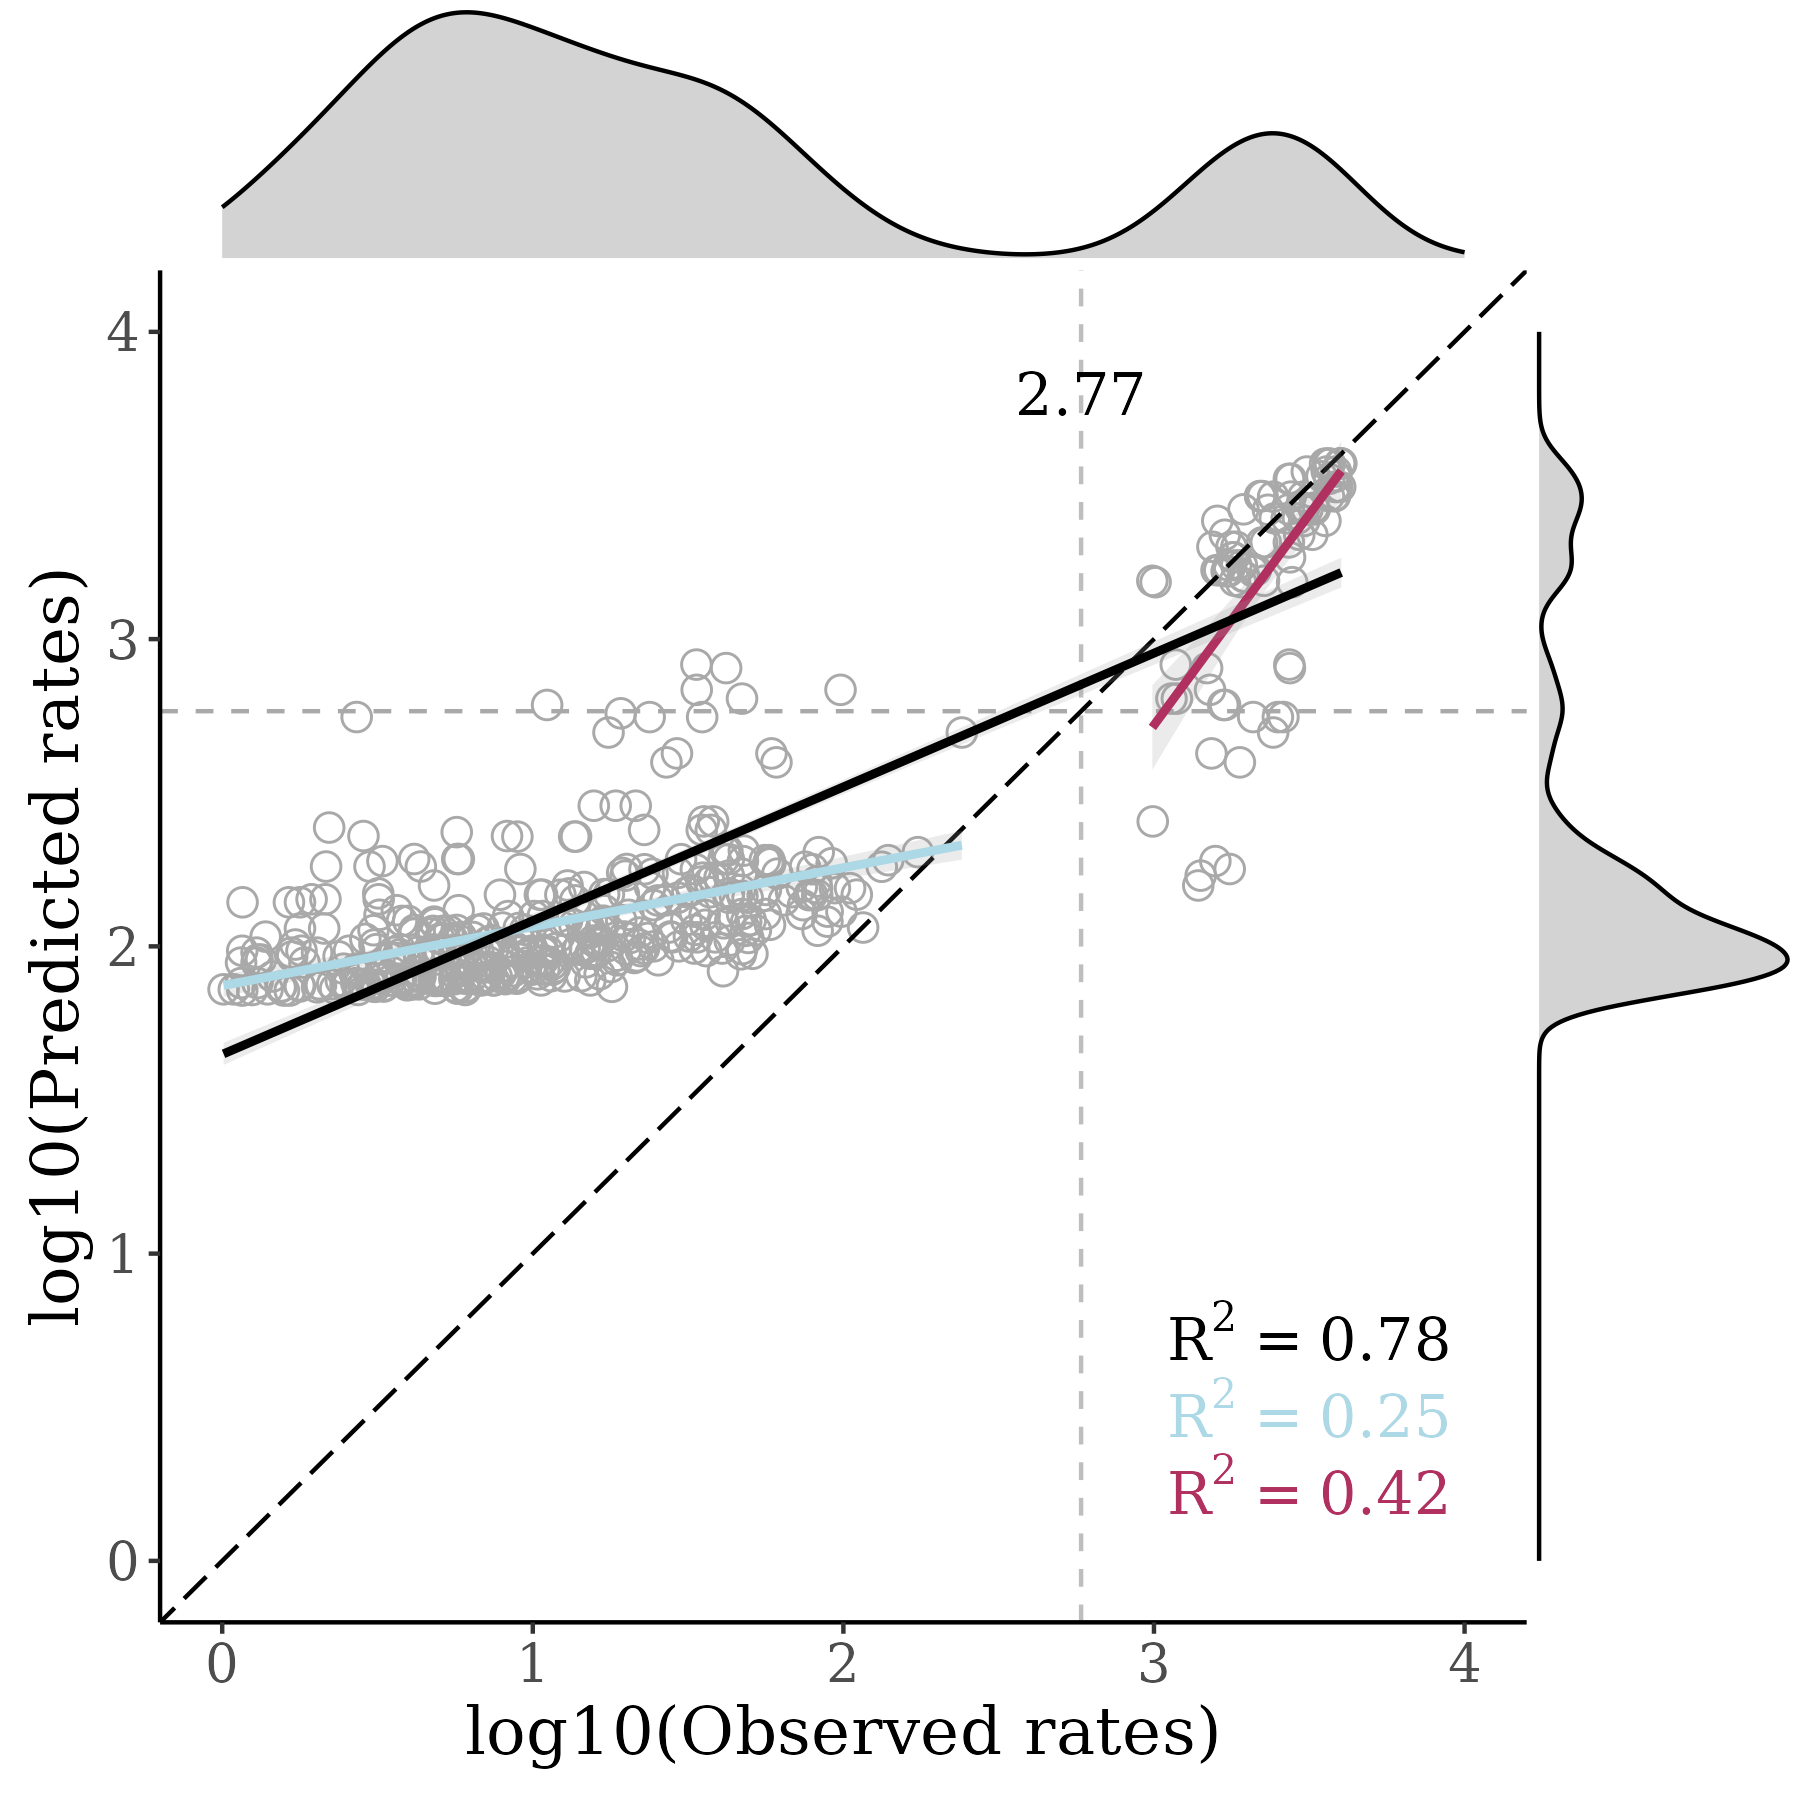 4
2.77
3
2
1
0
log10(Predicted rates)
R² = 0.78
R² = 0.25
R² = 0.42
0 1 2 3 4
log10(Observed rates)